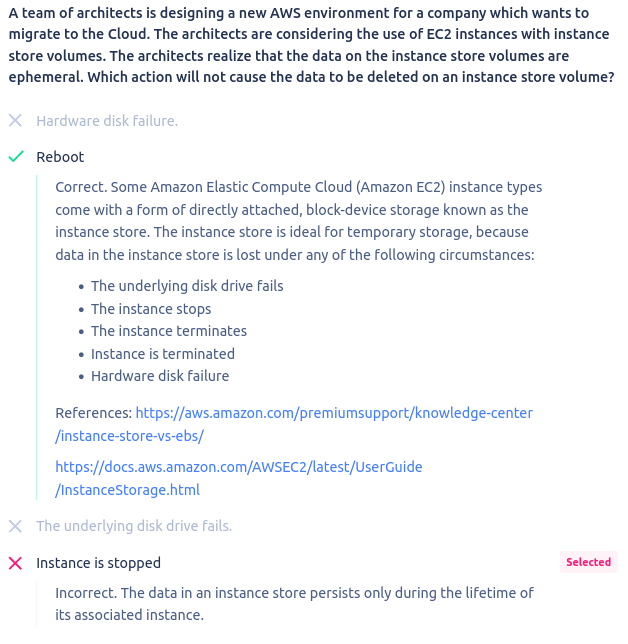 A team of architects is designing a new AWS environment for a company which wants to
migrate to the Cloud. The architects are considering the use of EC2 instances with instance
store volumes. The architects realize that the data on the instance store volumes are
ephemeral. Which action will not cause the data to be deleted on an instance store volume?
Hardware disk failure.
Reboot
Correct. Some Amazon Elastic Compute Cloud (Amazon EC2) instance types
come with a form of directly attached, block-device storage known as the
instance store. The instance store is ideal for temporary storage, because
data in the instance store is lost under any of the following circumstances:
• The underlying disk drive fails
• The instance stops
• The instance terminates
• Instance is terminated
• Hardware disk failure
References: https://aws.amazon.com/premiumsupport/knowledge-center
/instance-store-vs-ebs/
https://docs.aws.amazon.com/AWSEC2/latest/UserGuide
/InstanceStorage.html
The underlying disk drive fails.
Instance is stopped
Selected
Incorrect. The data in an instance store persists only during the lifetime of
its associated instance.